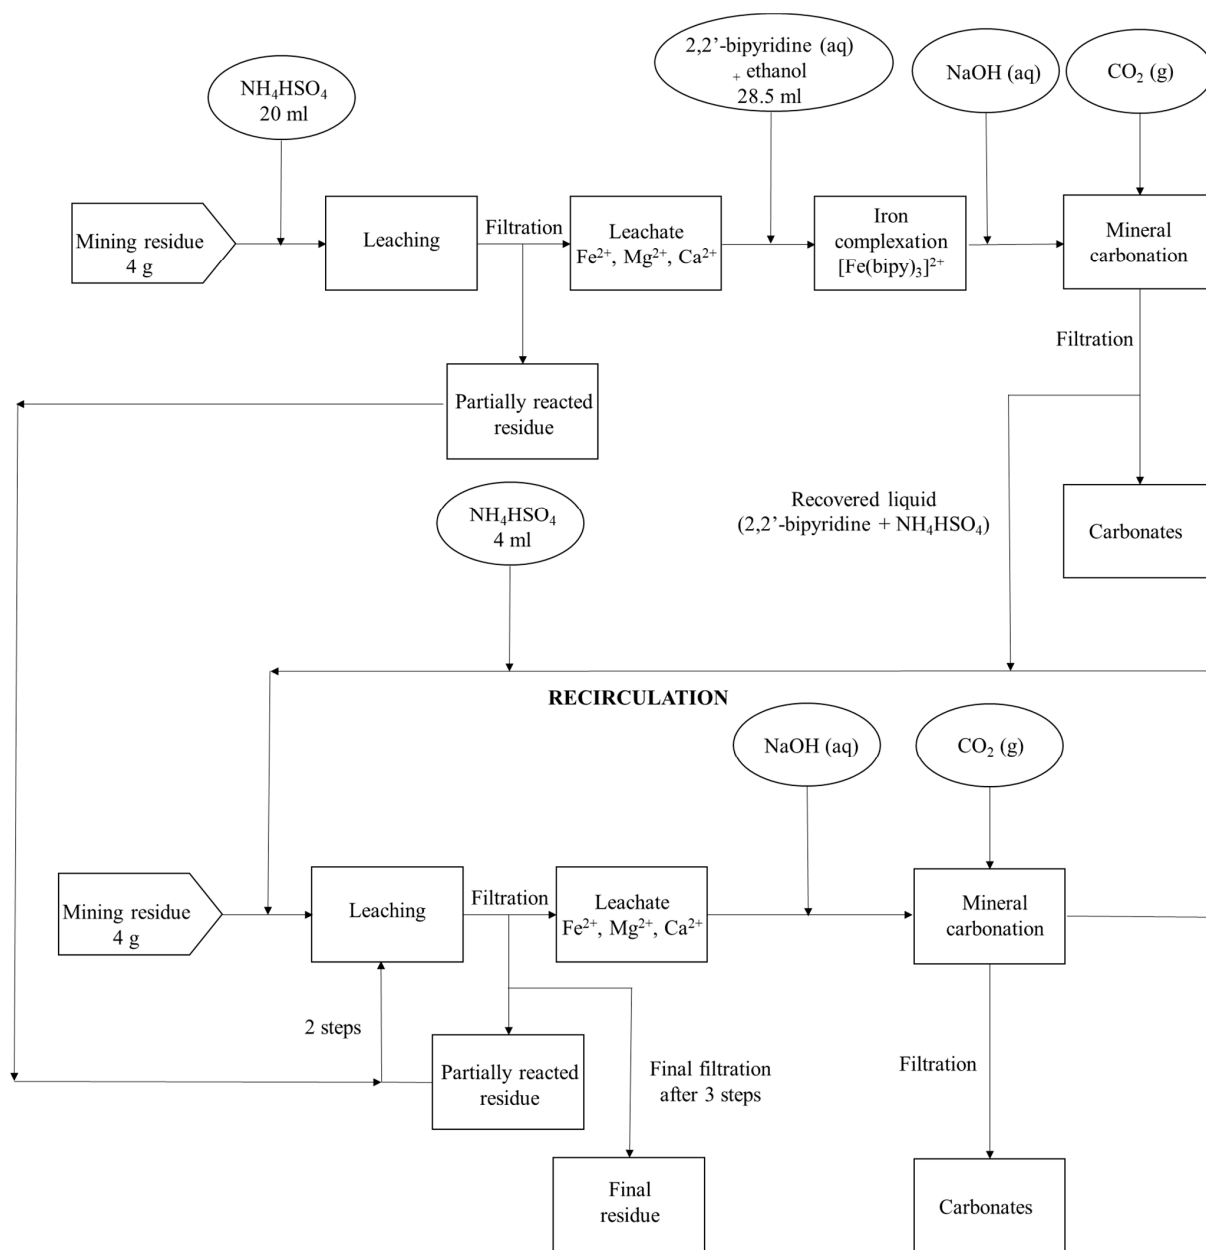 NH₄HSO₄
20 ml
2,2’-bipyridine (aq)
+ ethanol
28.5 ml
NaOH (aq)
CO₂ (g)
Mining residue
4 g
Leaching
Filtration
Leachate
Fe²⁺, Mg²⁺, Ca²⁺
Iron
complexation
[Fe(bipy)₃]²⁺
Mineral
carbonation
Filtration
Partially reacted
residue
Recovered liquid
(2,2’-bipyridine + NH₄HSO₄)
Carbonates
NH₄HSO₄
4 ml
RECIRCULATION
NaOH (aq)
CO₂ (g)
Mining residue
4 g
Leaching
Filtration
Leachate
Fe²⁺, Mg²⁺, Ca²⁺
Mineral
carbonation
2 steps
Partially reacted
residue
Final filtration
after 3 steps
Filtration
Final
residue
Carbonates